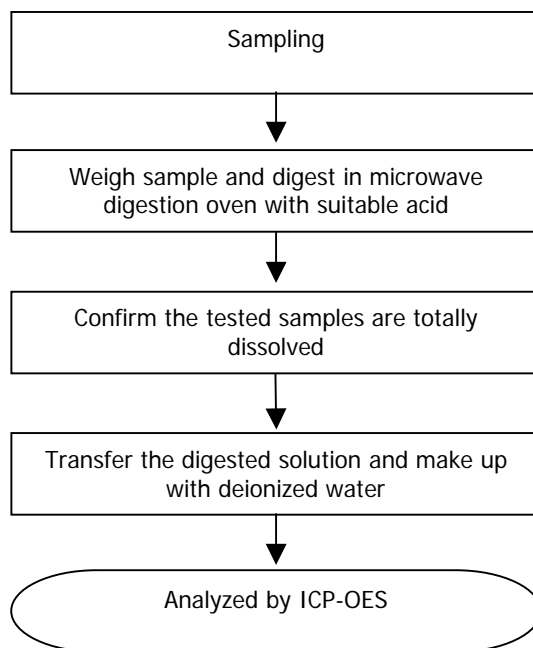 Sampling
Weigh sample and digest in microwave
digestion oven with suitable acid
Confirm the tested samples are totally
dissolved
Transfer the digested solution and make up
with deionized water
Analyzed by ICP-OES